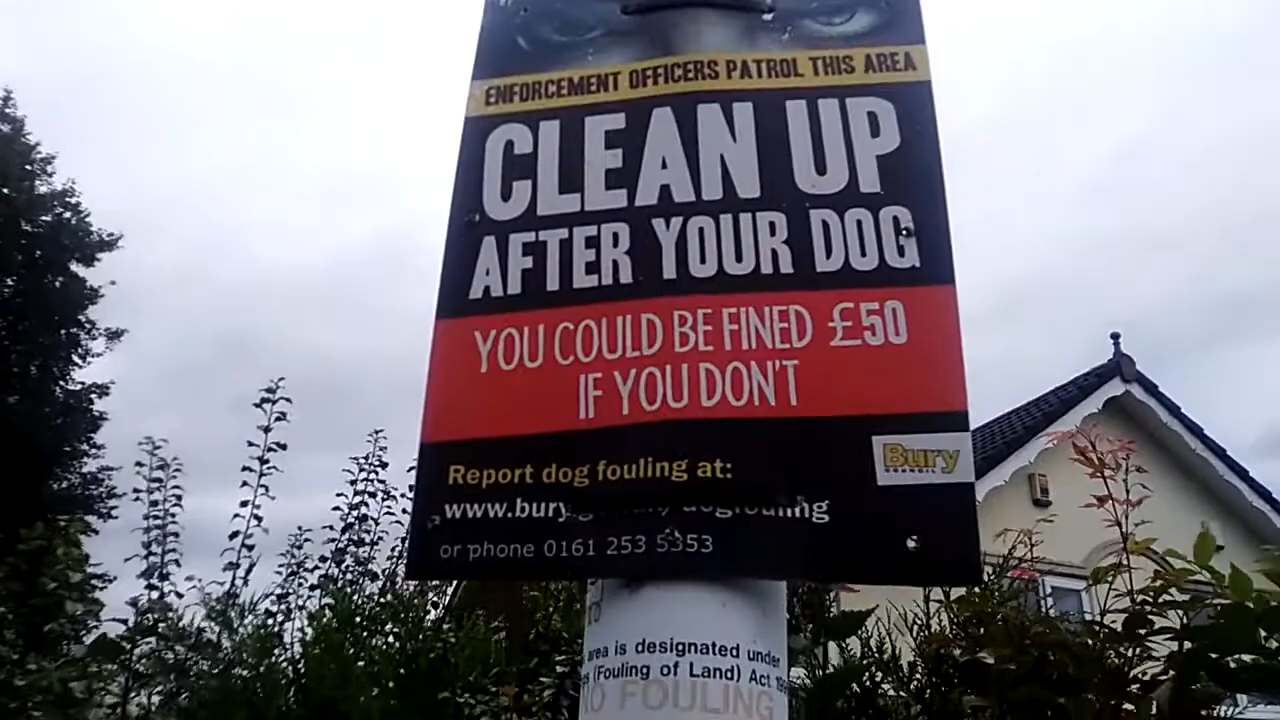 ENFORCEMENT OFFICERS PATROL THIS AREA
CLEAN UP
AFTER YOUR DOG
YOU COULD BE FINED £50
IF YOU DON'T
Report dog fouling at:
Bury
COUNCIL
www.bury
or phone 0161 253 5353
area is designated under
(Fouling of Land) Act
NO FOULING